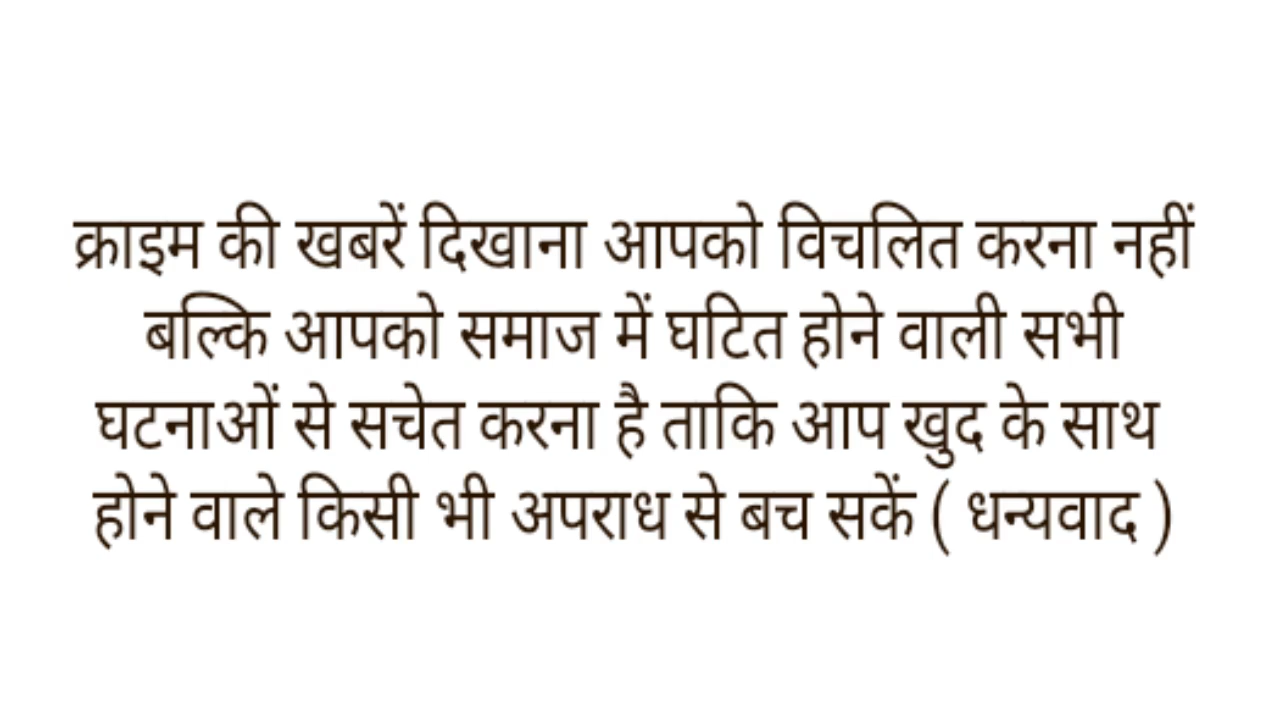 क्राइम की खबरें दिखाना आपको विचलित करना नहीं
बल्कि आपको समाज में घटित होने वाली सभी
घटनाओं से सचेत करना है ताकि आप खुद के साथ
होने वाले किसी भी अपराध से बच सकें ( धन्यवाद )